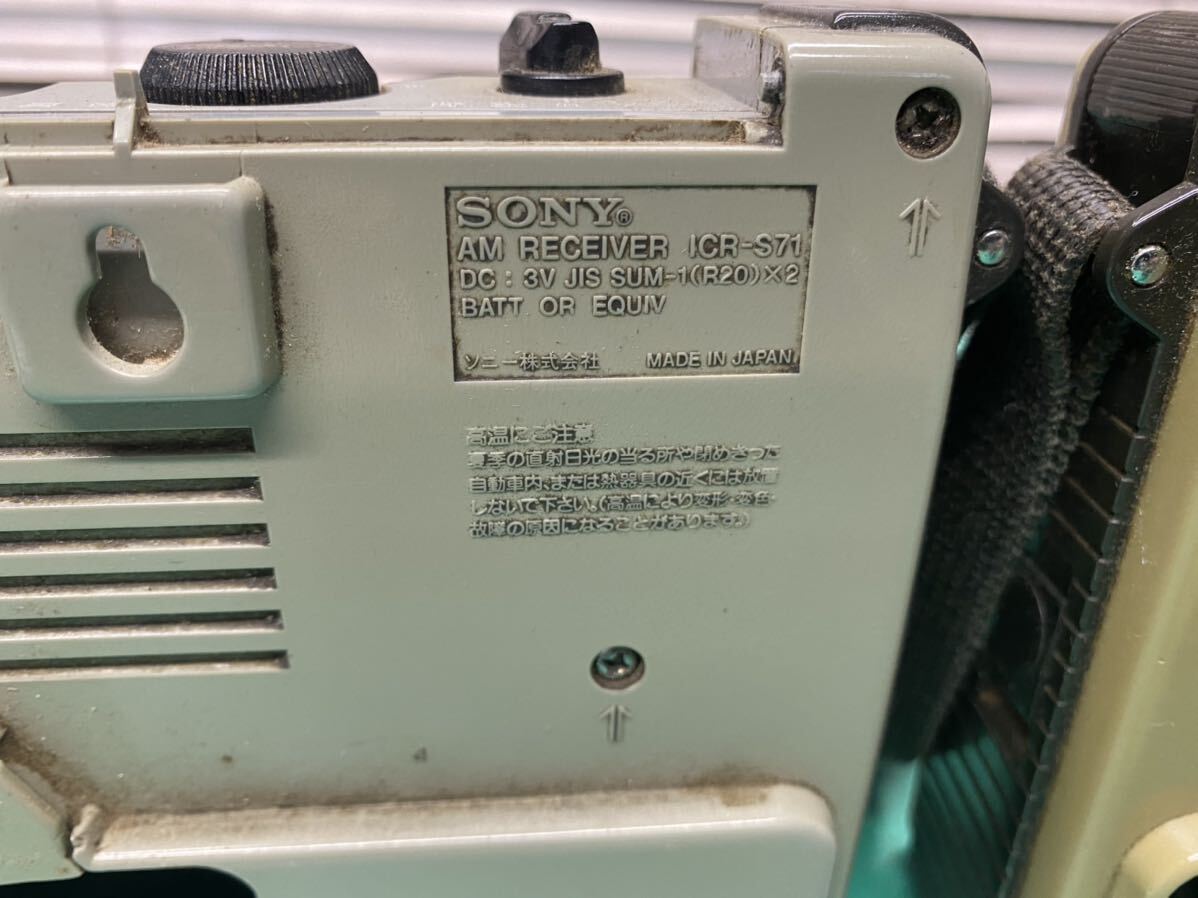 SONY®
AM RECEIVER ICR-S71
DC : 3V JIS SUM-1(R20)×2
BATT OR EQUIV
ソニー株式会社 MADE IN JAPAN
高温にご注意
夏季の直射日光の当る所や閉めきった
自動車内、または熱器具の近くには放置
しないで下さい。(高温により変形・変色・
故障の原因になることがあります。)